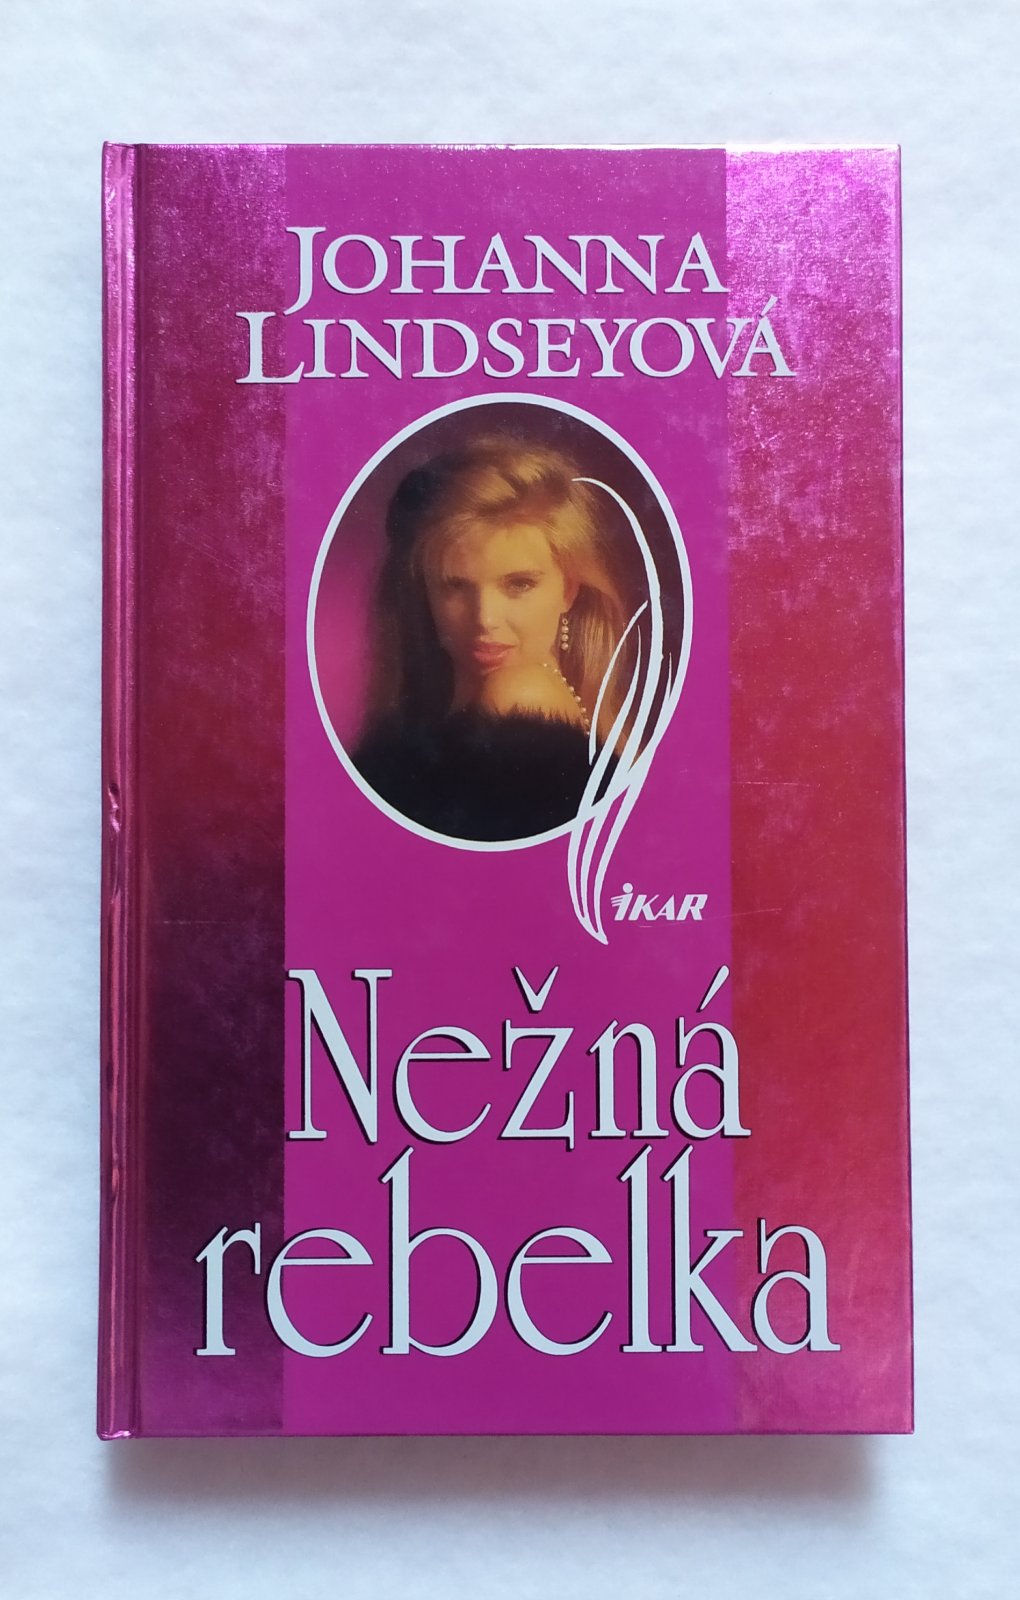 JOHANNA
LINDSEYOVÁ
IKAR
Nežná
rebelka